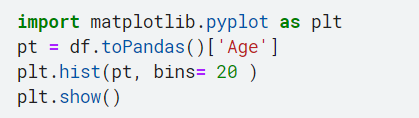 import matplotlib.pyplot as plt
pt = df.toPandas()['Age']
plt.hist(pt, bins= 20 )
plt.show()